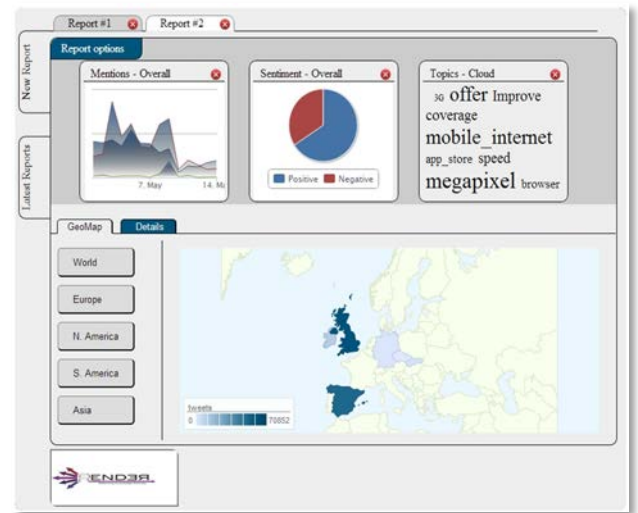 Report #1
Report #2
New Report
Latest Reports
Report options
Mentions - Overall
7. May
14. Ma
Sentiment - Overall
Positive
Negative
Topics - Cloud
3G offer Improve
coverage
mobile_internet
app_store speed
megapixel browser
GeoMap
Details
World
Europe
N. America
S. America
Asia
tweets
0
70852
REND3R